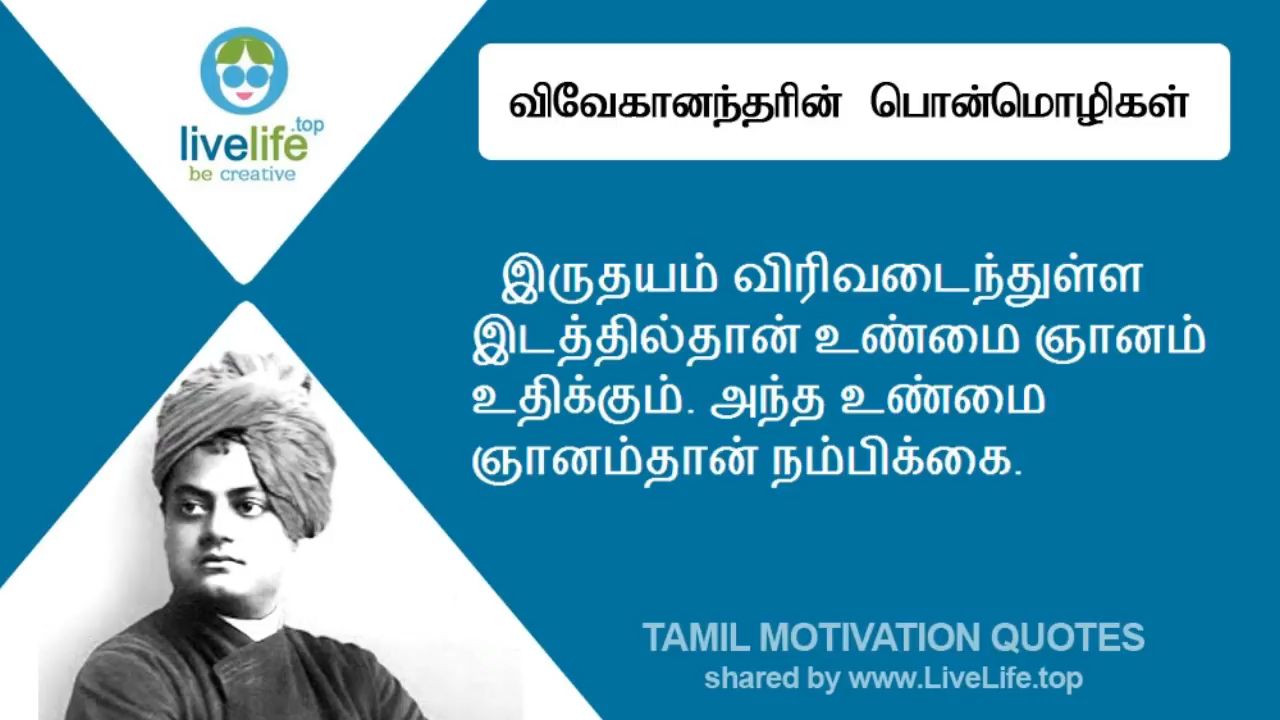 .top
livelife
be creative
விவேகானந்தரின் பொன்மொழிகள்
இருதயம் விரிவடைந்துள்ள
இடத்தில்தான் உண்மை ஞானம்
உதிக்கும். அந்த உண்மை
ஞானம்தான் நம்பிக்கை.
TAMIL MOTIVATION QUOTES
shared by www.LiveLife.top